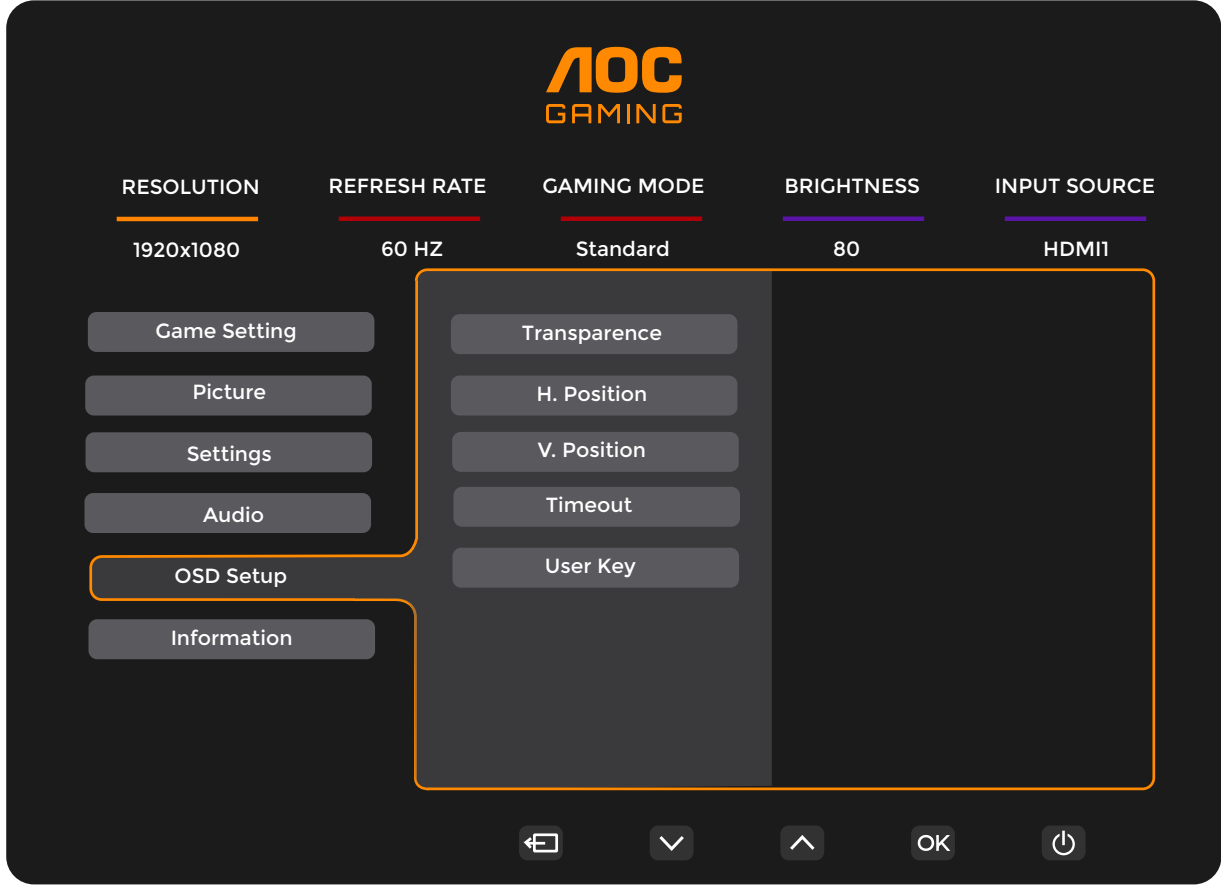 AOC
GAMING
RESOLUTION REFRESH RATE GAMING MODE BRIGHTNESS INPUT SOURCE
1920x1080 60 HZ Standard 80 HDMI1
Game Setting
Picture
Settings
Audio
OSD Setup
Information
Transparence
H. Position
V. Position
Timeout
User Key
OK